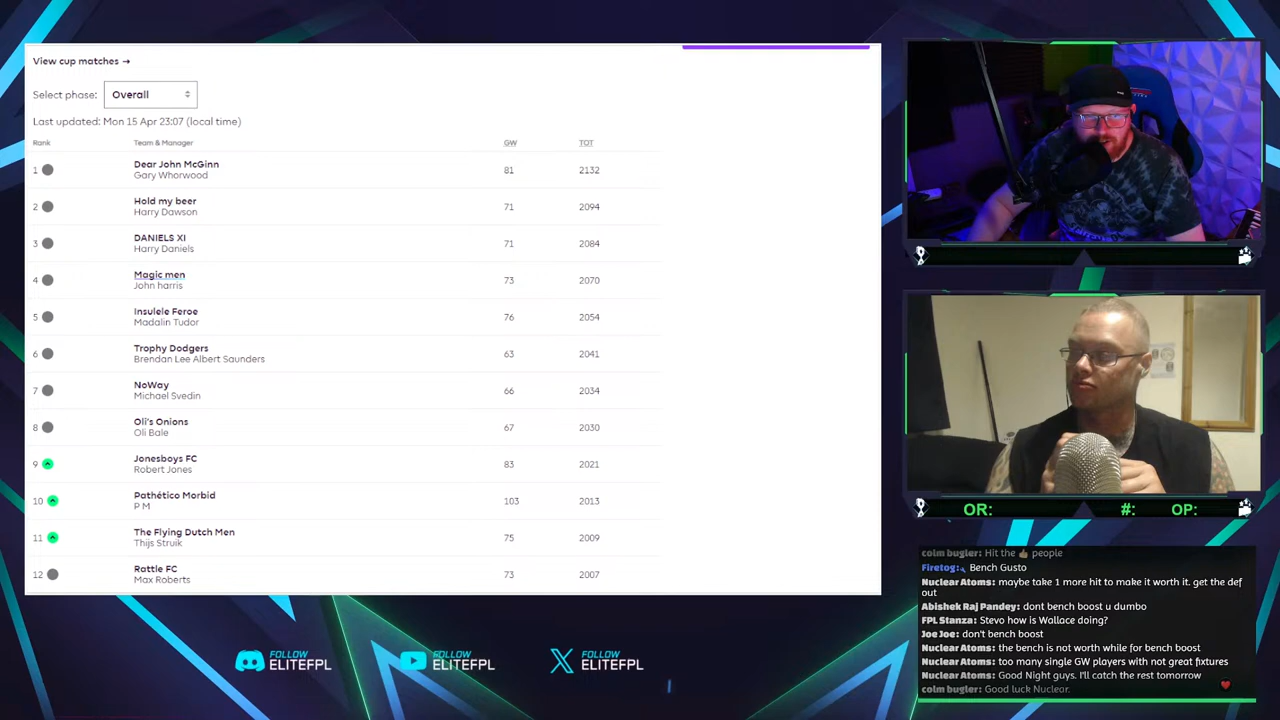 View cup matches →
Select phase: Overall
Last updated: Mon 15 Apr 23:07 (local time)
Rank Team & Manager GW TOT
1 Dear John McGinn 81 2132
Gary Whorwood
2 Hold my beer 71 2094
Harry Dawson
3 DANIELS XI 71 2084
Harry Daniels
4 Magic men 73 2070
John harris
5 Insulele Feroe 76 2054
Madalin Tudor
6 Trophy Dodgers 63 2041
Brendan Lee Albert Saunders
7 NoWay 66 2034
Michael Svedin
8 Oli's Onions 67 2030
Oli Bale
9 Jonesboys FC 83 2021
Robert Jones
10 Pathético Morbid 103 2013
P M
11 The Flying Dutch Men 75 2009
Thijs Struik
12 Rattle FC 73 2007
Max Roberts
FOLLOW
ELITEFPL
FOLLOW
ELITEFPL
FOLLOW
ELITEFPL
OR: #: OP:
colm bugler: Hit the 👍 people
Firetog: Bench Gusto
Nuclear Atoms: maybe take 1 more hit to make it worth it. get the def
out
Abishek Raj Pandey: dont bench boost u dumbo
FPL Stanza: Stevo how is Wallace doing?
Joe Joe: don't bench boost
Nuclear Atoms: the bench is not worth while for bench boost
Nuclear Atoms: too many single GW players with not great fixtures
Nuclear Atoms: Good Night guys. I'll catch the rest tomorrow
colm bugler: Good luck Nuclear.